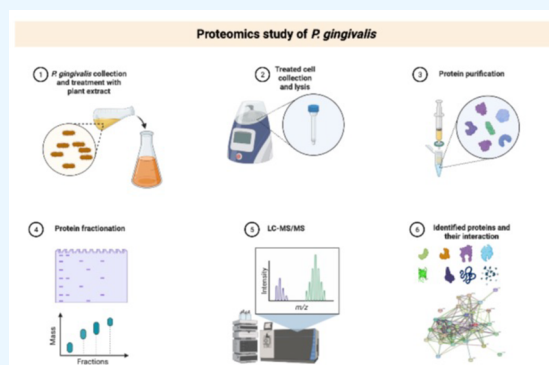 Proteomics study of P. gingivalis
1
P. gingivalis collection
and treatment with
plant extract
2
Treated cell
collection
and lysis
3
Protein purification
4
Protein fractionation
Mass
Fractions
5
LC-MS/MS
Intensity
m/z
6
Identified proteins and
their interaction